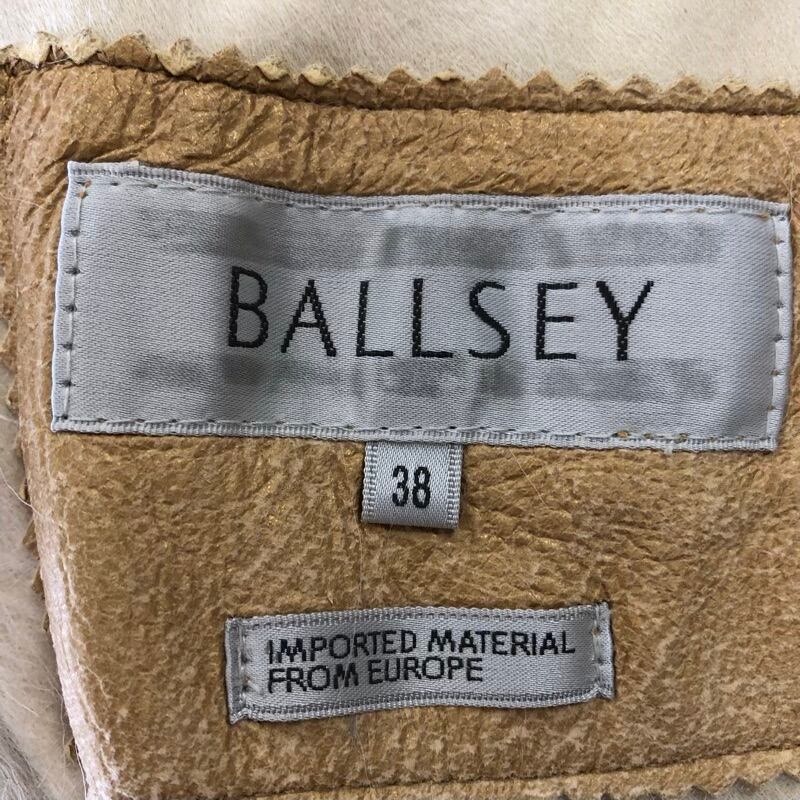 BALLSEY
38
IMPORTED MATERIAL
FROM EUROPE